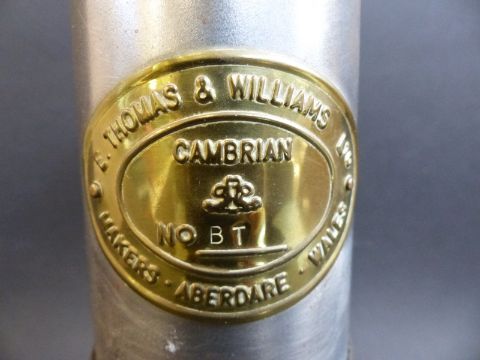 E. THOMAS & WILLIAMS LTD
CAMBRIAN
NO BT
MAKERS · ABERDARE · WALES